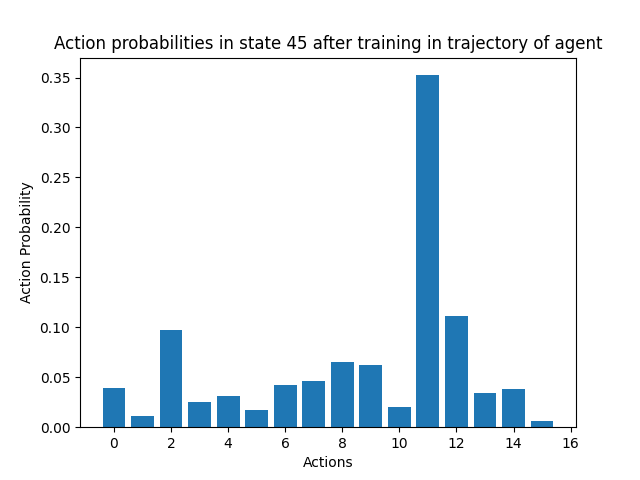 Action probabilities in state 45 after training in trajectory of agent
0.35
0.30
0.25
0.20
0.15
0.10
0.05
0.00
Action Probability
0 2 4 6 8 10 12 14 16
Actions